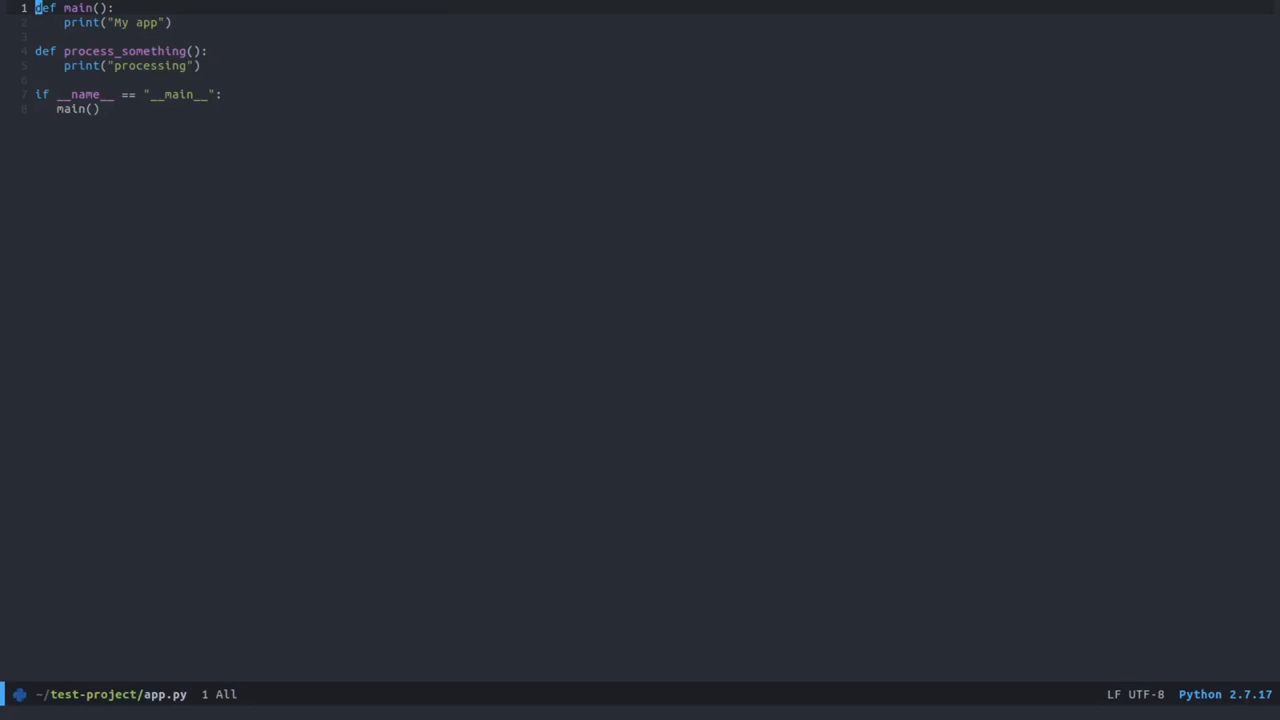 1 def main():
2     print("My app")
3
4 def process_something():
5     print("processing")
6
7 if __name__ == "__main__":
8    main()
~/test-project/app.py 1 All LF UTF-8 Python 2.7.17